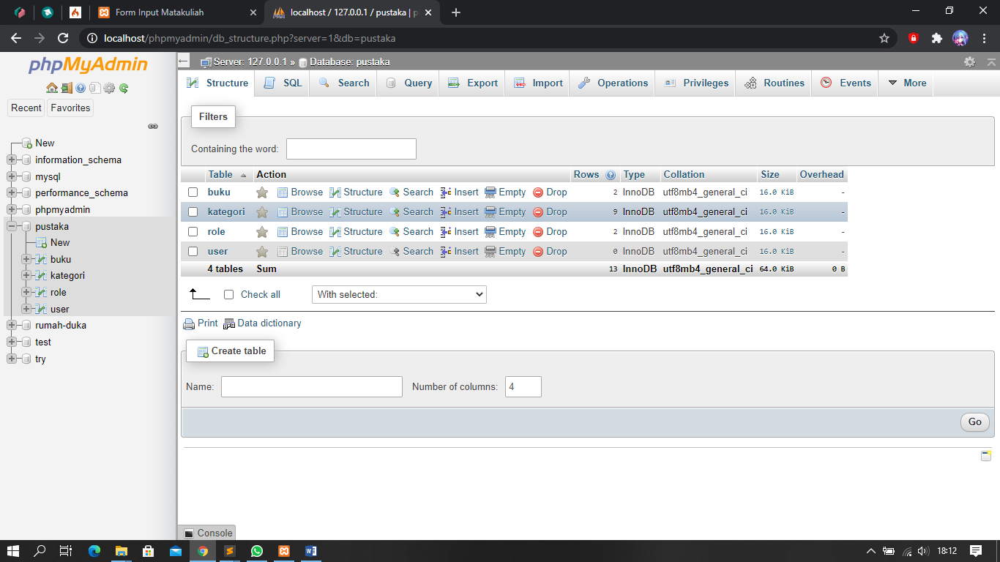 Form Input Matakuliah
localhost / 127.0.0.1 / pustaka | p
localhost/phpmyadmin/db_structure.php?server=1&db=pustaka
phpMyAdmin
Recent Favorites
New
information_schema
mysql
performance_schema
phpmyadmin
pustaka
New
buku
kategori
role
user
rumah-duka
test
try
Server: 127.0.0.1 » Database: pustaka
Structure SQL Search Query Export Import Operations Privileges Routines Events More
Filters
Containing the word:
Table Action Rows Type Collation Size Overhead
buku Browse Structure Search Insert Empty Drop 2 InnoDB utf8mb4_general_ci 16.0 KiB -
kategori Browse Structure Search Insert Empty Drop 9 InnoDB utf8mb4_general_ci 16.0 KiB -
role Browse Structure Search Insert Empty Drop 2 InnoDB utf8mb4_general_ci 16.0 KiB -
user Browse Structure Search Insert Empty Drop 0 InnoDB utf8mb4_general_ci 16.0 KiB -
4 tables Sum 13 InnoDB utf8mb4_general_ci 64.0 KiB 0 B
Check all With selected:
Print Data dictionary
Create table
Name: Number of columns: 4
Go
Console
18:12